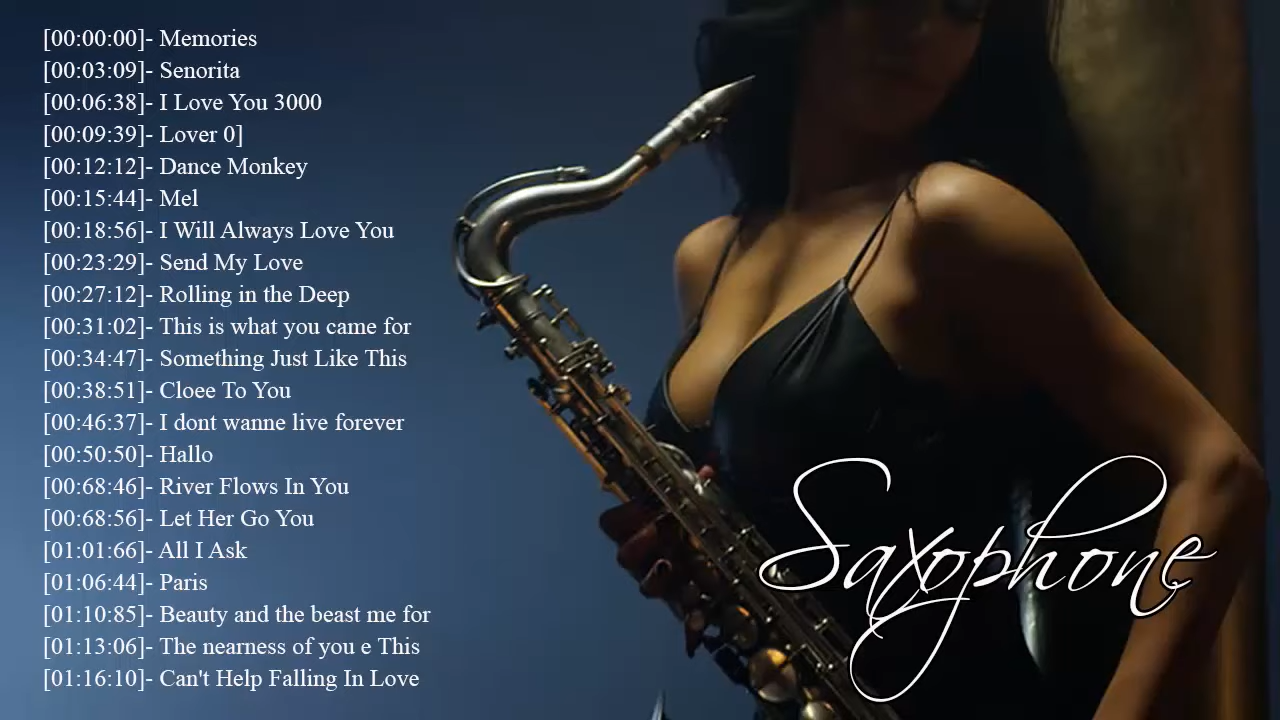 [00:00:00]- Memories
[00:03:09]- Senorita
[00:06:38]- I Love You 3000
[00:09:39]- Lover 0]
[00:12:12]- Dance Monkey
[00:15:44]- Mel
[00:18:56]- I Will Always Love You
[00:23:29]- Send My Love
[00:27:12]- Rolling in the Deep
[00:31:02]- This is what you came for
[00:34:47]- Something Just Like This
[00:38:51]- Cloee To You
[00:46:37]- I dont wanne live forever
[00:50:50]- Hallo
[00:68:46]- River Flows In You
[00:68:56]- Let Her Go You
[01:01:66]- All I Ask
[01:06:44]- Paris
[01:10:85]- Beauty and the beast me for
[01:13:06]- The nearness of you e This
[01:16:10]- Can't Help Falling In Love
Saxophone